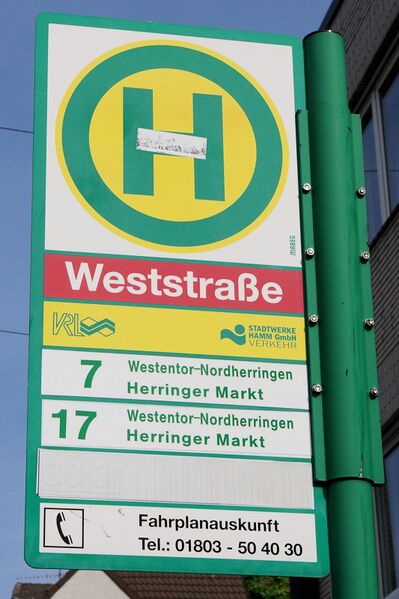 H
MABEG
Weststraße
VRL
STADTWERKE
HAMM GmbH
VERKEHR
7 Westentor-Nordherringen
Herringer Markt
17 Westentor-Nordherringen
Herringer Markt
Fahrplanauskunft
Tel.: 01803 - 50 40 30